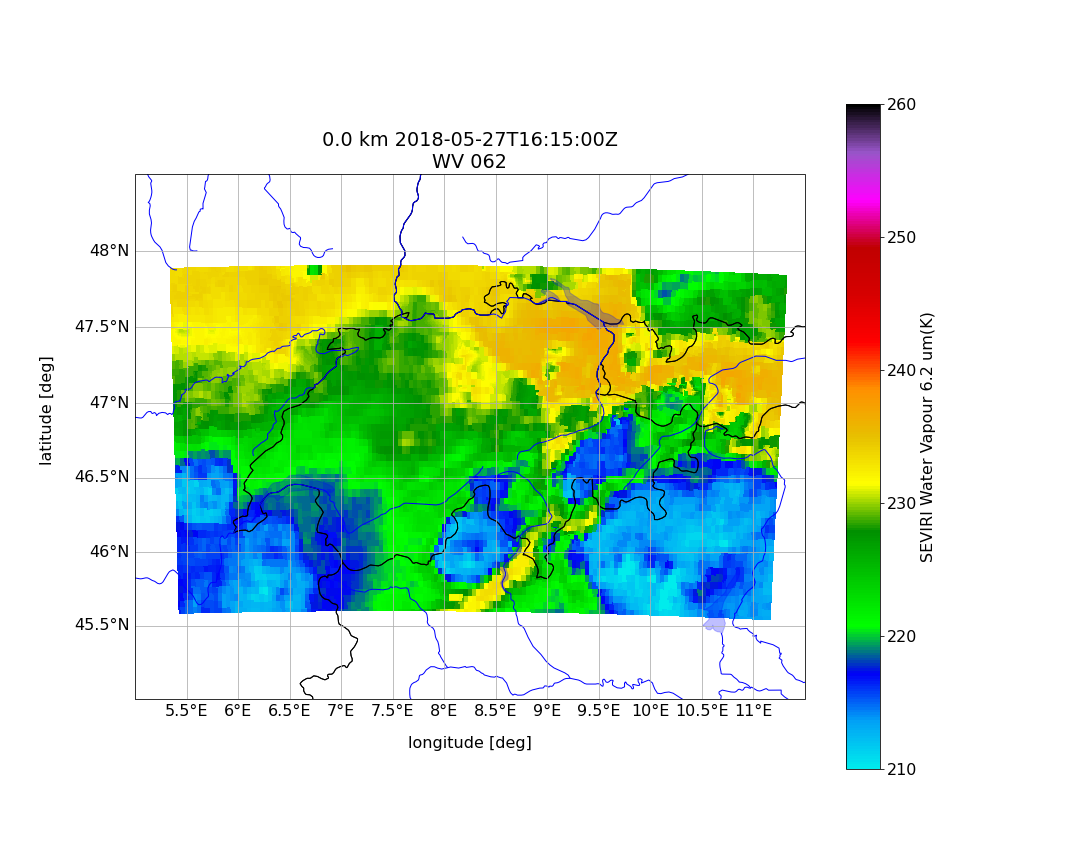 0.0 km 2018-05-27T16:15:00Z
WV 062
48°N
47.5°N
47°N
46.5°N
46°N
45.5°N
latitude [deg]
5.5°E 6°E 6.5°E 7°E 7.5°E 8°E 8.5°E 9°E 9.5°E 10°E 10.5°E 11°E
longitude [deg]
260
250
240
230
220
210
SEVIRI Water Vapour 6.2 um(K)